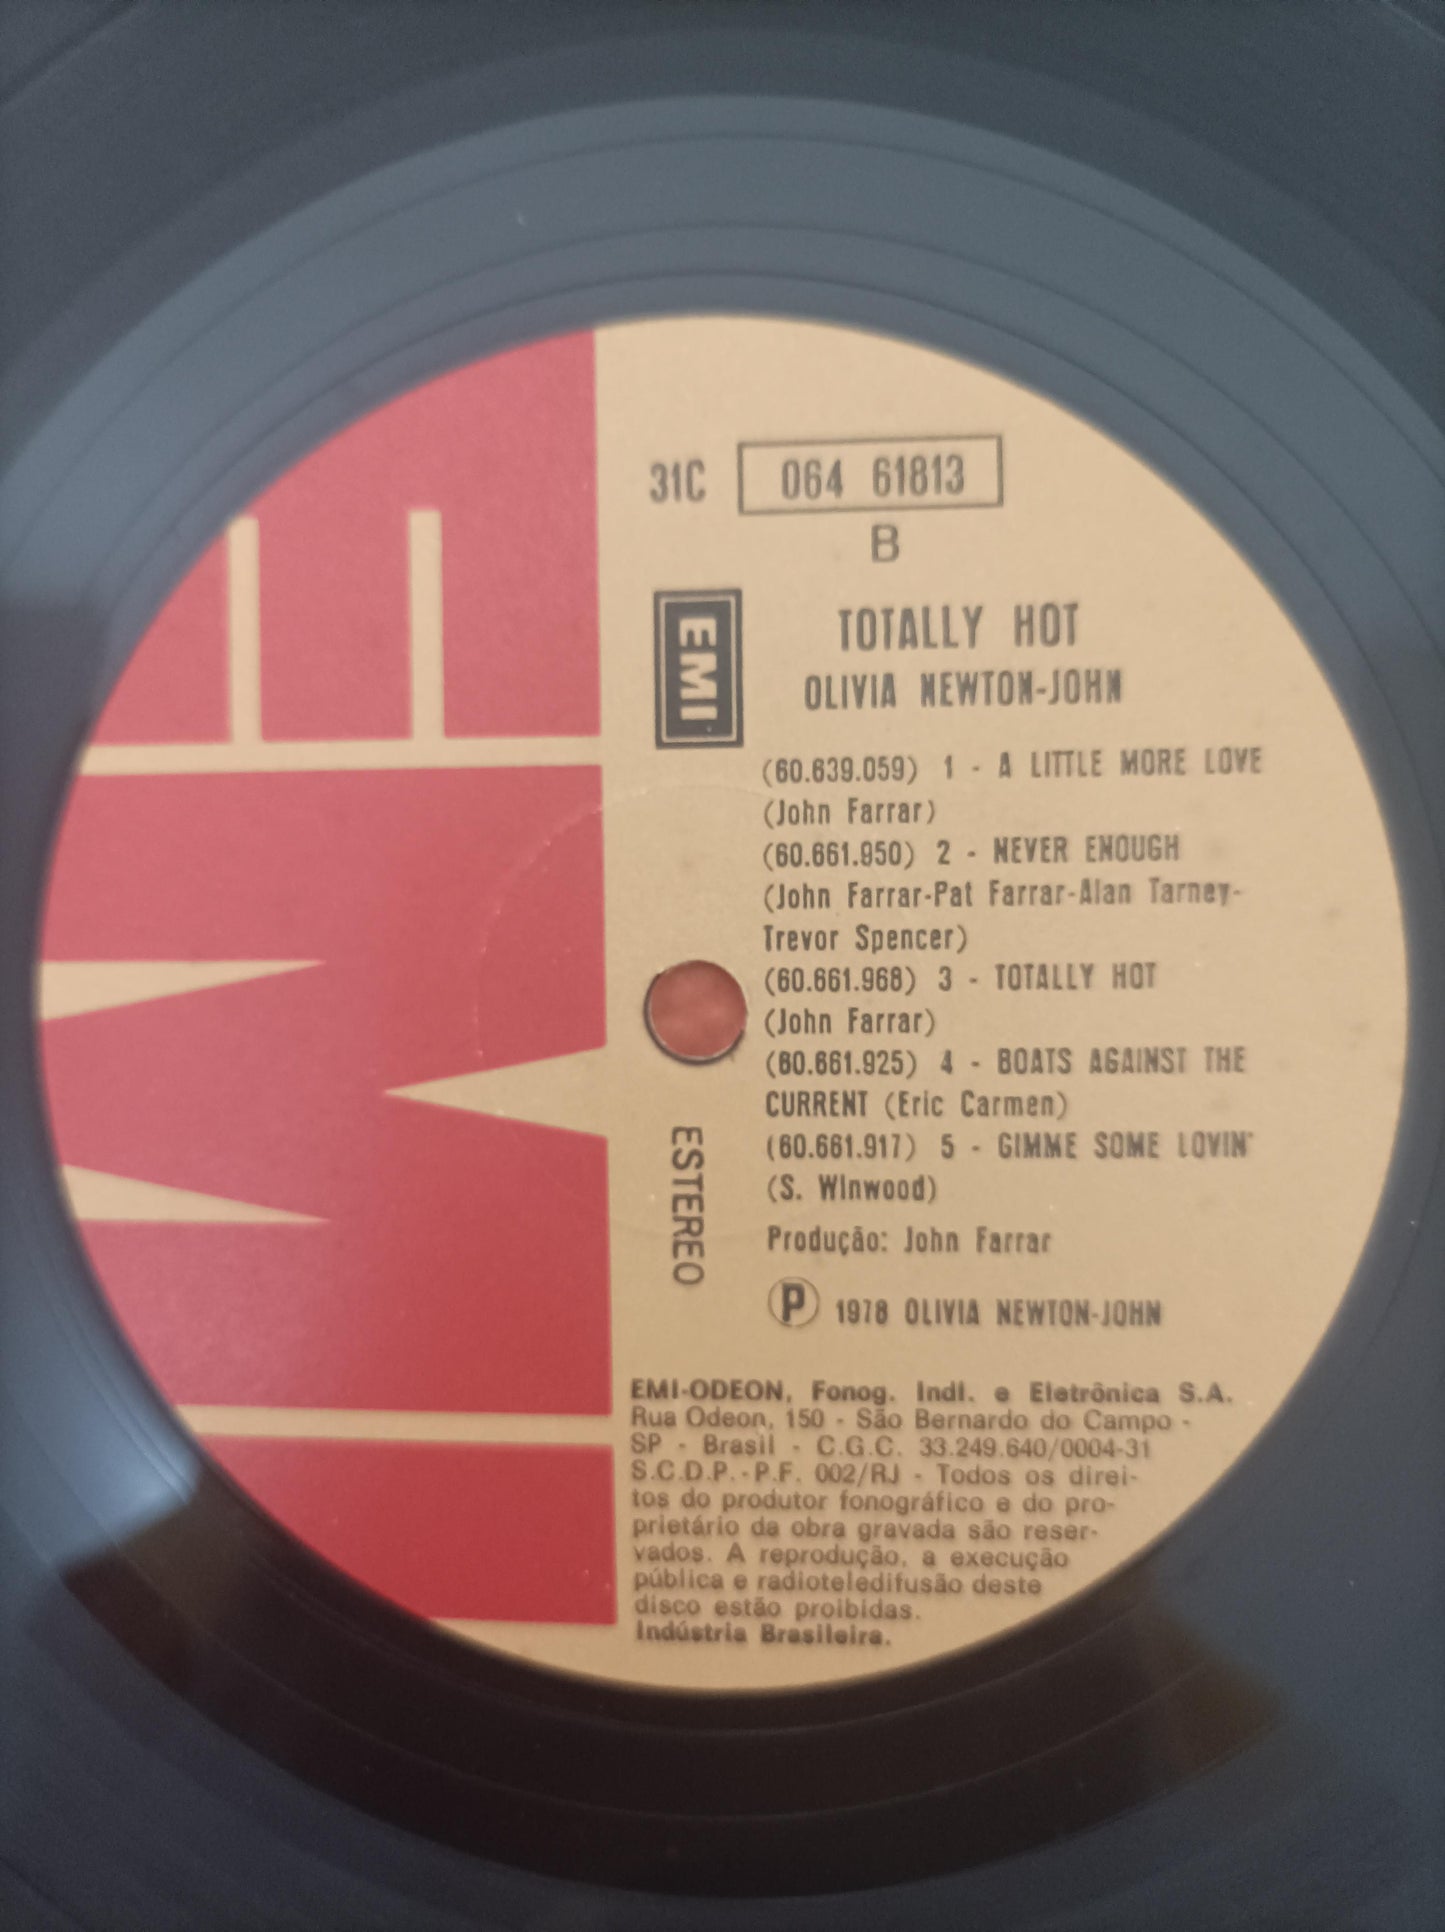 31C 064 61813
B
EMI
TOTALLY HOT
OLIVIA NEWTON-JOHN
(60.639.059) 1 - A LITTLE MORE LOVE
(John Farrar)
(60.661.950) 2 - NEVER ENOUGH
(John Farrar-Pat Farrar-Alan Tarney-
Trevor Spencer)
(60.661.968) 3 - TOTALLY HOT
(John Farrar)
(60.661.925) 4 - BOATS AGAINST THE
CURRENT (Eric Carmen)
(60.661.917) 5 - GIMME SOME LOVIN'
(S. Winwood)
ESTEREO
Produção: John Farrar
Ⓟ 1978 OLIVIA NEWTON-JOHN
EMI-ODEON, Fonog. Indl. e Eletrônica S.A.
Rua Odeon, 150 - São Bernardo do Campo -
SP - Brasil - C.G.C. 33.249.640/0004-31
S.C.D.P.-P.F. 002/RJ - Todos os direi-
tos do produtor fonográfico e do pro-
prietário da obra gravada são reser-
vados. A reprodução, a execução
pública e radioteledifusão deste
disco estão proibidas.
Indústria Brasileira.
EMI